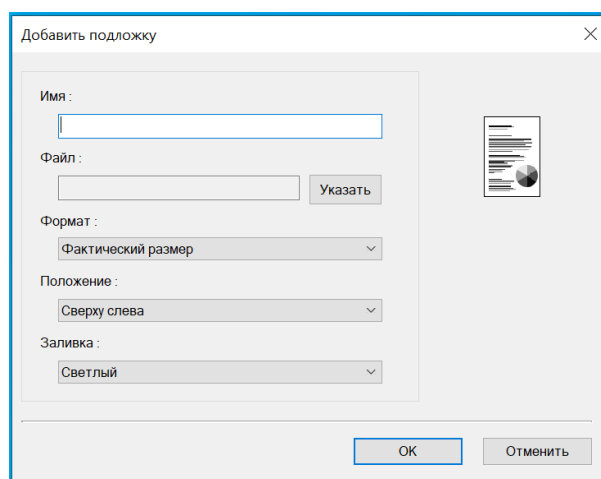 Добавить подложку
Имя :
Файл :
Указать
Формат :
Фактический размер
Положение :
Сверху слева
Заливка :
Светлый
OK
Отменить